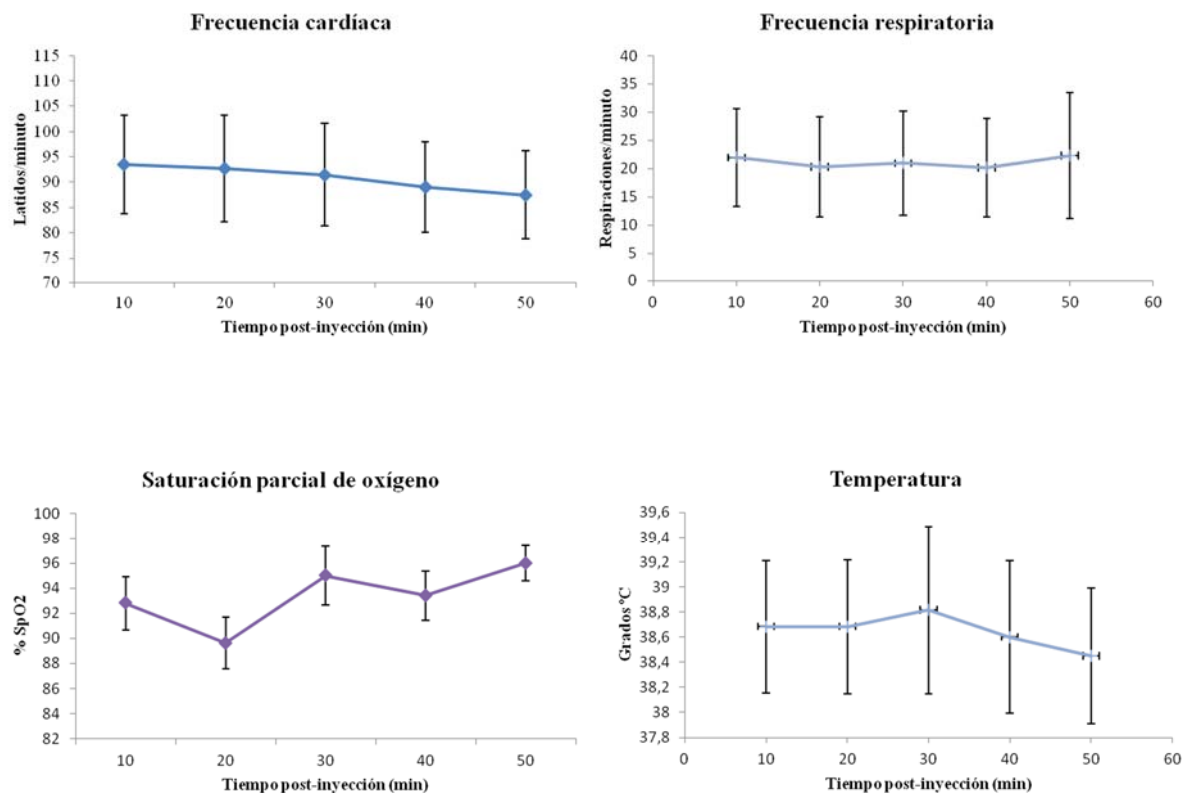 Frecuencia cardíaca
Latidos/minuto
115
110
105
100
95
90
85
80
75
70
10 20 30 40 50
Tiempo post-inyección (min)
Frecuencia respiratoria
Respiraciones/minuto
40
35
30
25
20
15
10
5
0
0 10 20 30 40 50 60
Tiempo post-inyección (min)
Saturación parcial de oxígeno
% SpO2
100
98
96
94
92
90
88
86
84
82
10 20 30 40 50
Tiempo post-inyección (min)
Temperatura
Grados ºC
39,6
39,4
39,2
39
38,8
38,6
38,4
38,2
38
37,8
0 10 20 30 40 50 60
Tiempo post-inyección (min)